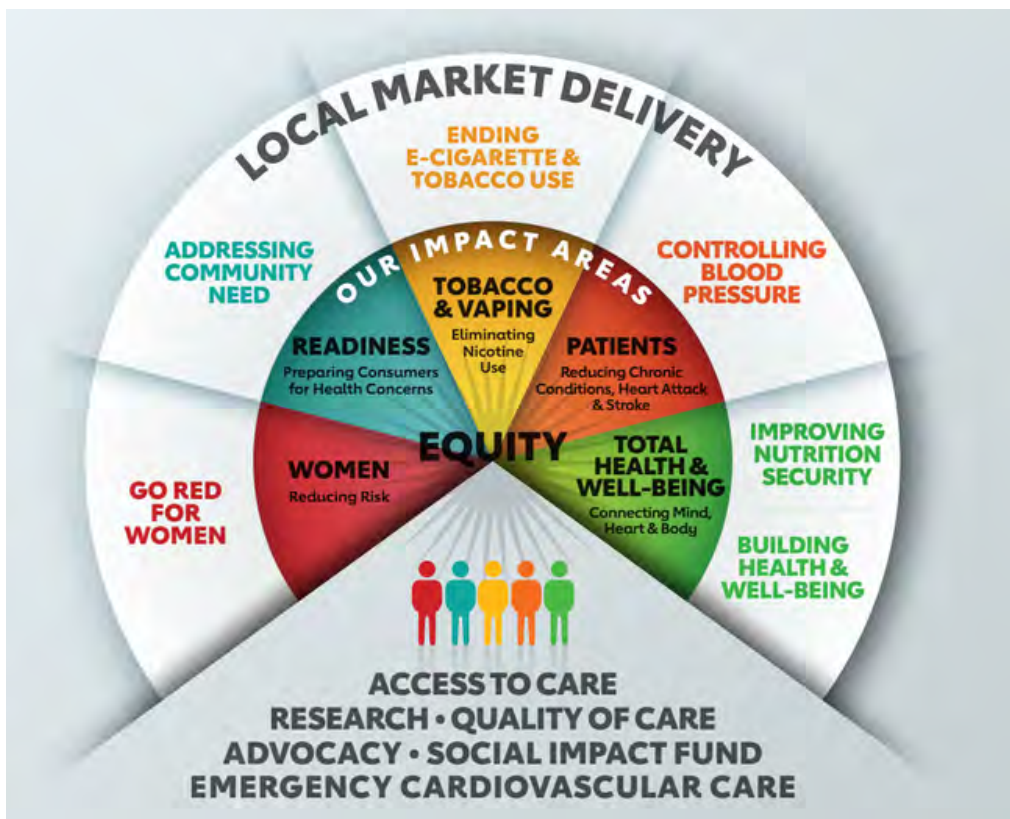 LOCAL MARKET DELIVERY
ENDING
E-CIGARETTE &
TOBACCO USE
ADDRESSING
COMMUNITY
NEED
CONTROLLING
BLOOD
PRESSURE
OUR IMPACT AREAS
TOBACCO
& VAPING
Eliminating
Nicotine
Use
READINESS
Preparing Consumers
for Health Concerns
PATIENTS
Reducing Chronic
Conditions, Heart Attack
& Stroke
EQUITY
WOMEN
Reducing Risk
TOTAL
HEALTH &
WELL-BEING
Connecting Mind,
Heart & Body
GO RED
FOR
WOMEN
IMPROVING
NUTRITION
SECURITY
BUILDING
HEALTH &
WELL-BEING
ACCESS TO CARE
RESEARCH • QUALITY OF CARE
ADVOCACY • SOCIAL IMPACT FUND
EMERGENCY CARDIOVASCULAR CARE